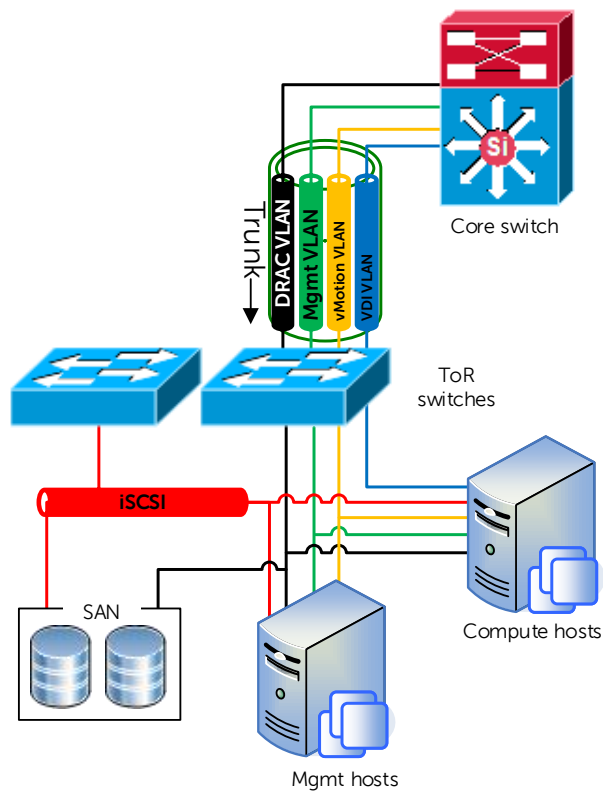 Si
Core switch
Trunk
DRAC VLAN
Mgmt VLAN
vMotion VLAN
VDI VLAN
ToR
switches
iSCSI
SAN
Compute hosts
Mgmt hosts